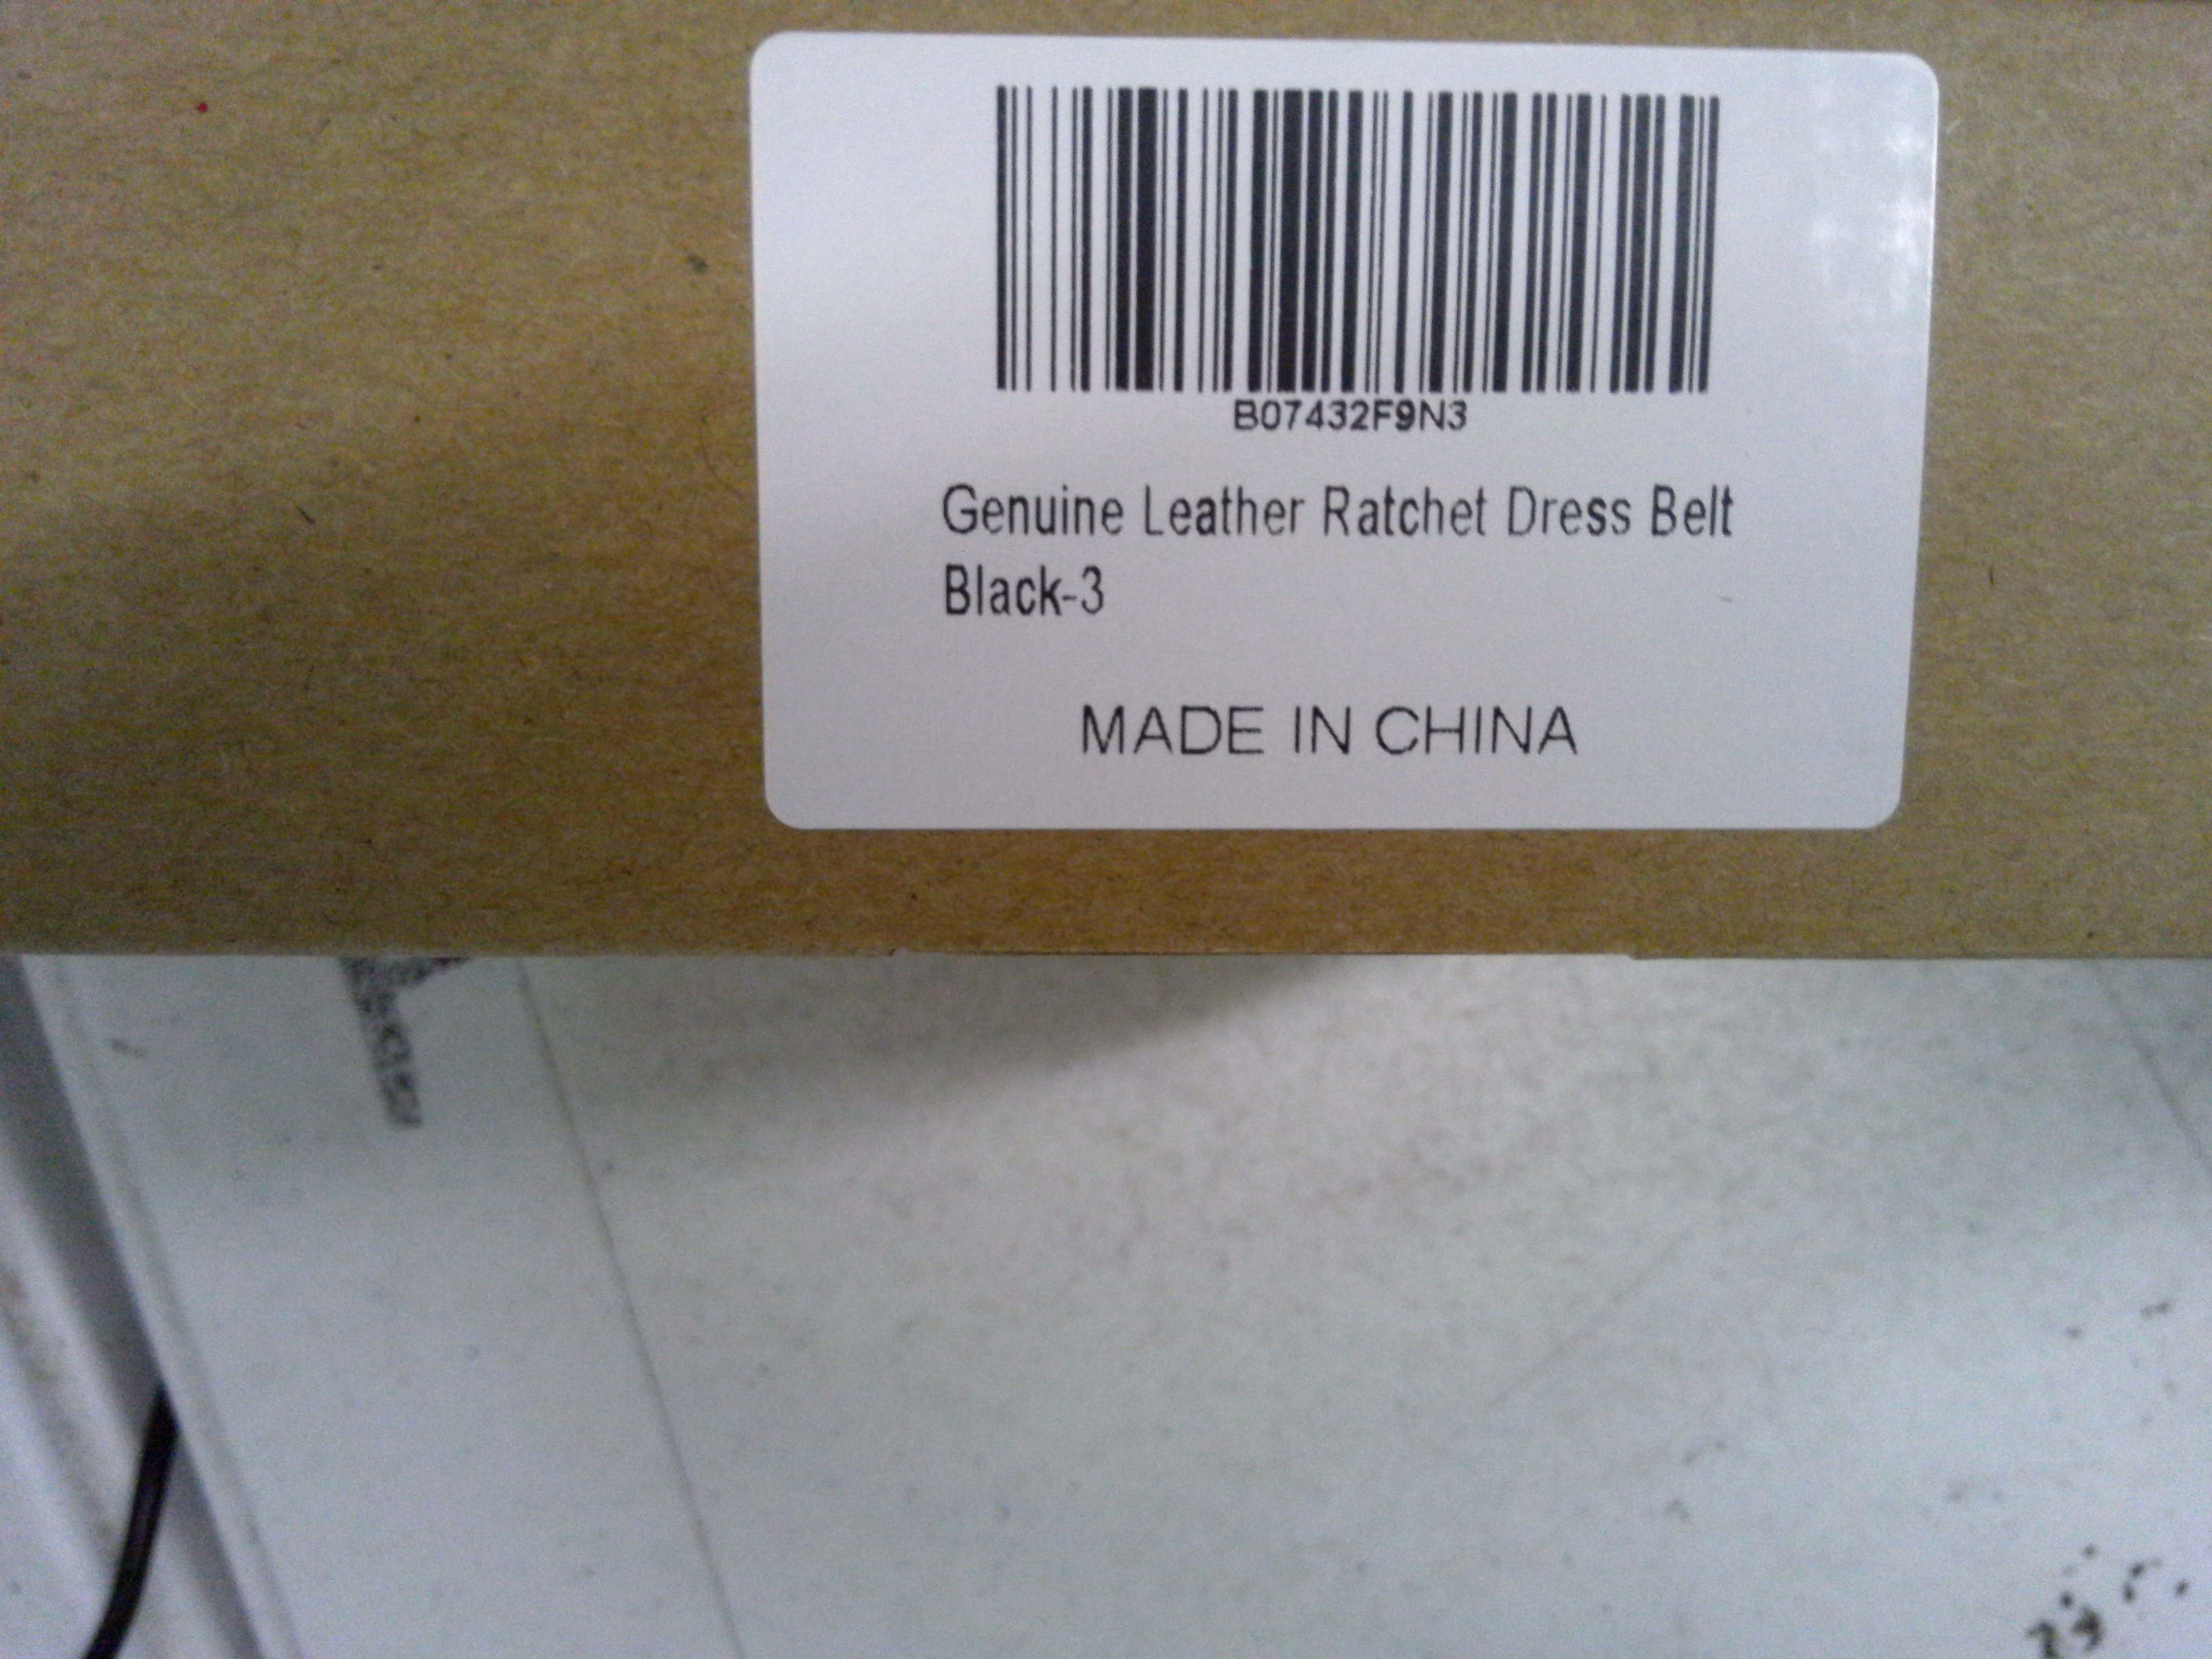 B07432F9N3
Genuine Leather Ratchet Dress Belt
Black-3
MADE IN CHINA